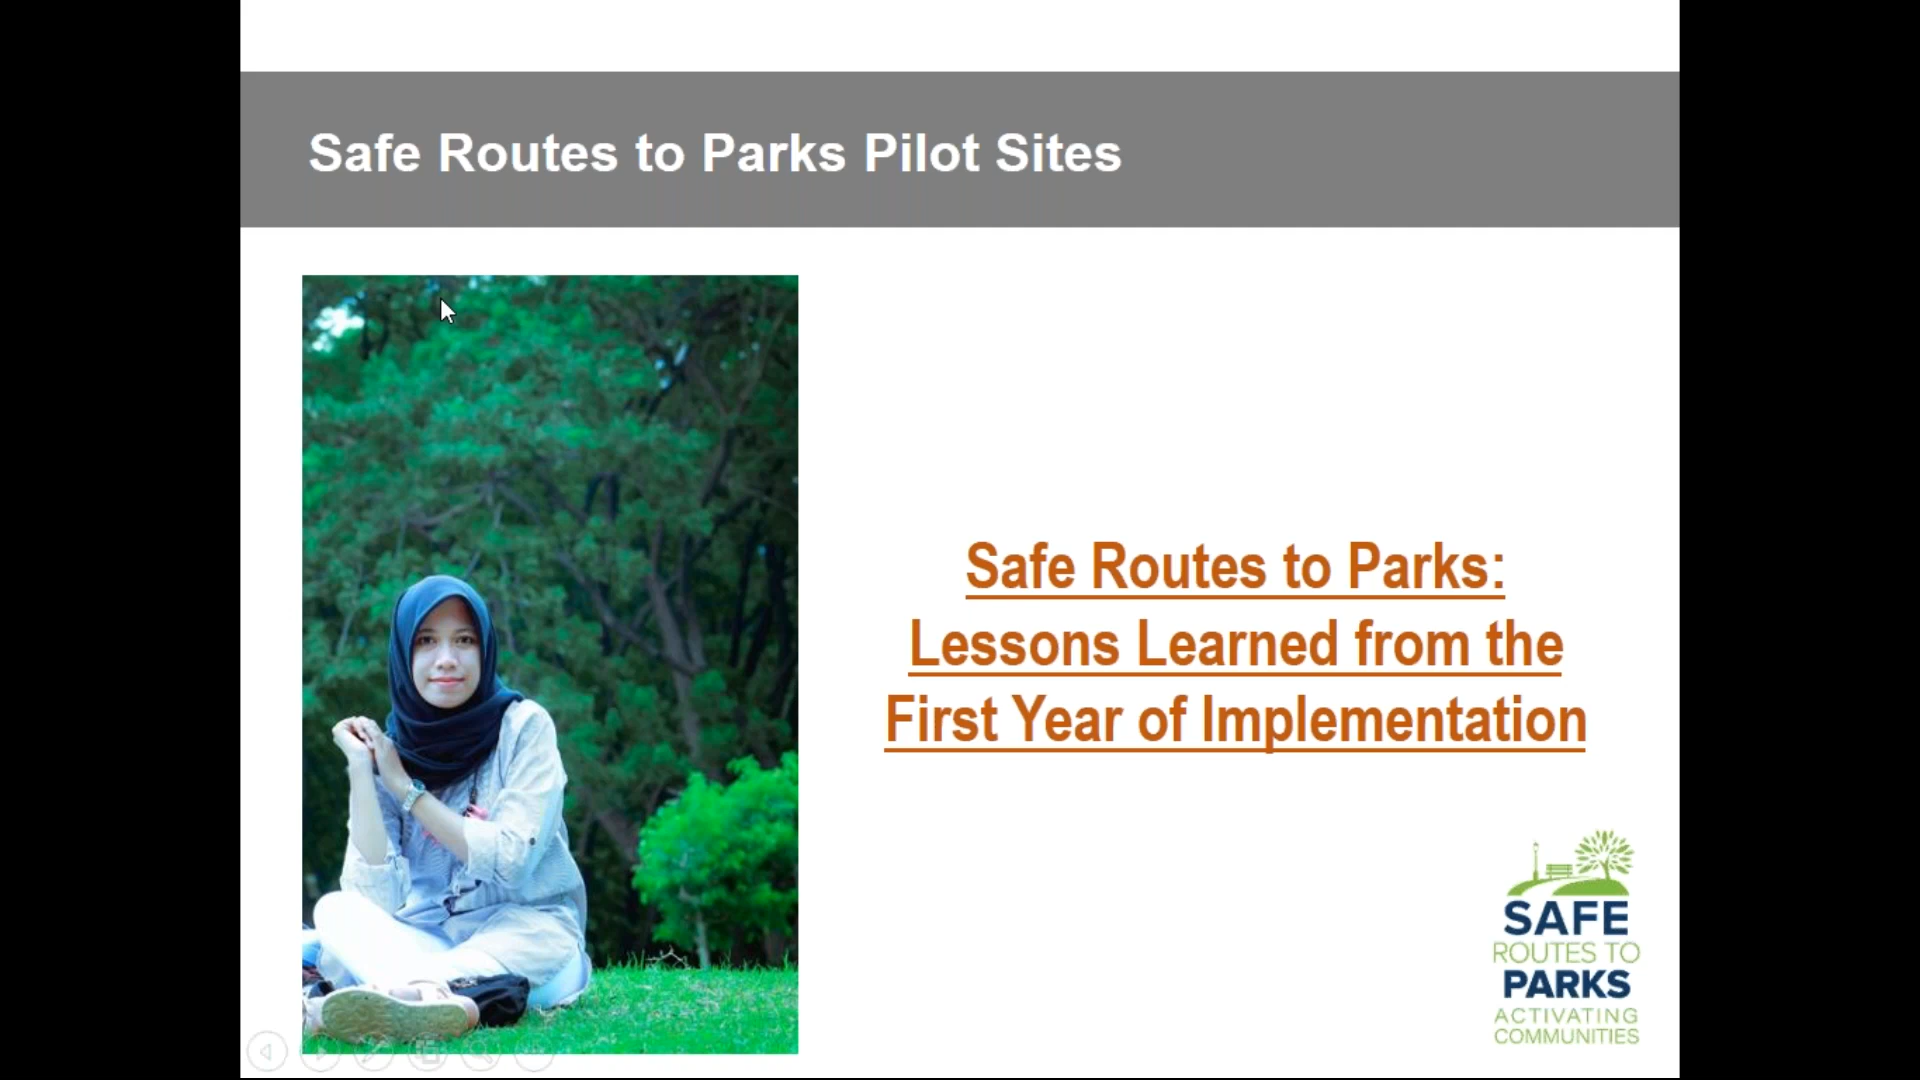 Safe Routes to Parks Pilot Sites
Safe Routes to Parks:
Lessons Learned from the
First Year of Implementation
SAFE
ROUTES TO
PARKS
ACTIVATING
COMMUNITIES